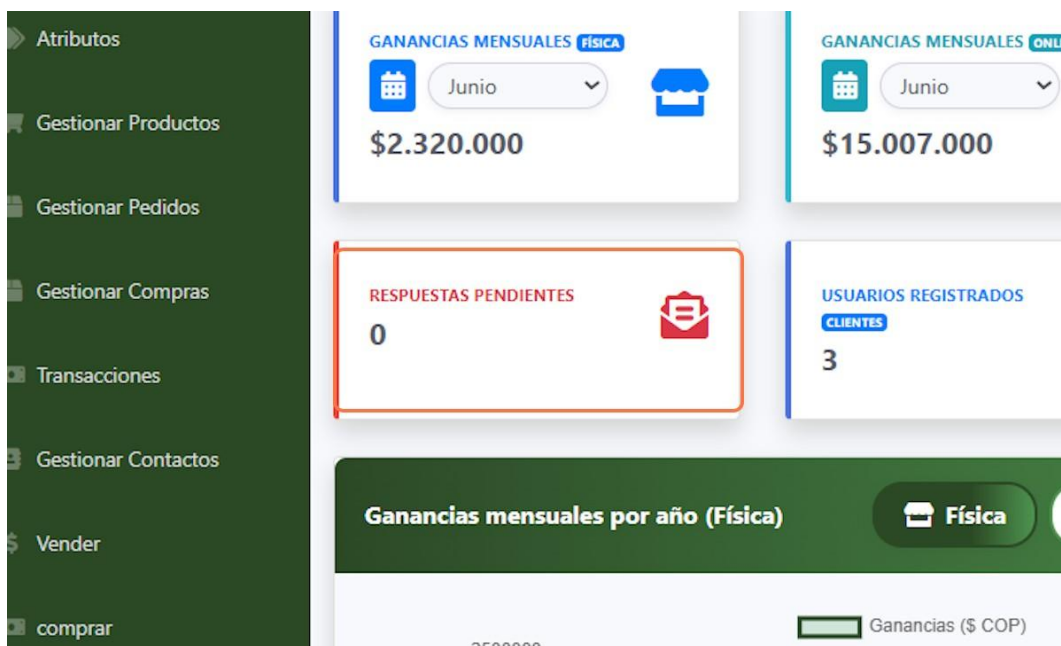 Atributos
Gestionar Productos
Gestionar Pedidos
Gestionar Compras
Transacciones
Gestionar Contactos
Vender
comprar
GANANCIAS MENSUALES FÍSICA
Junio
$2.320.000
GANANCIAS MENSUALES
Junio
$15.007.000
RESPUESTAS PENDIENTES
0
USUARIOS REGISTRADOS
CLIENTES
3
Ganancias mensuales por año (Física)
Física
Ganancias ($ COP)